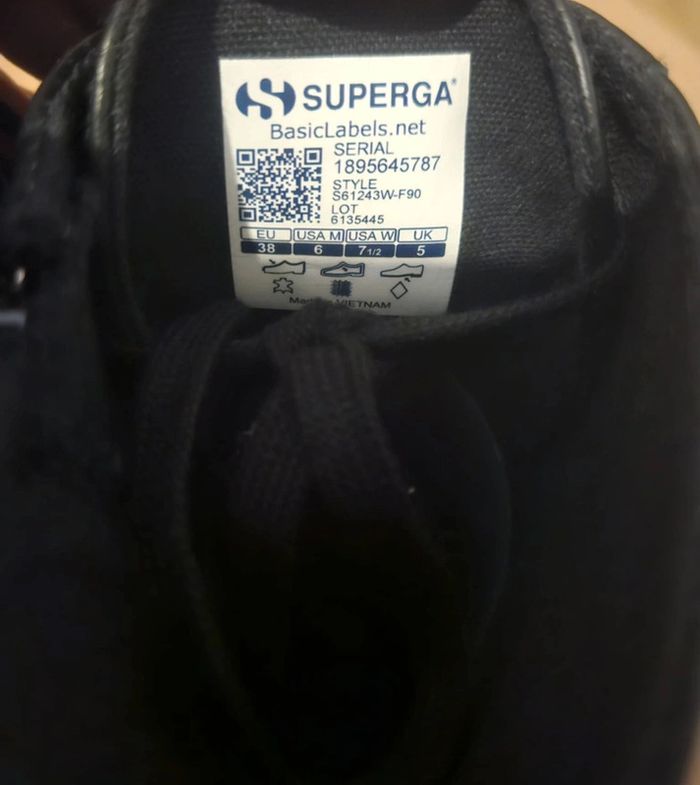 SUPERGA®
BasicLabels.net
SERIAL
1895645787
STYLE
S61243W-F90
LOT
6135445
EU USA M USA W UK
38 6 7 1/2 5
VIETNAM